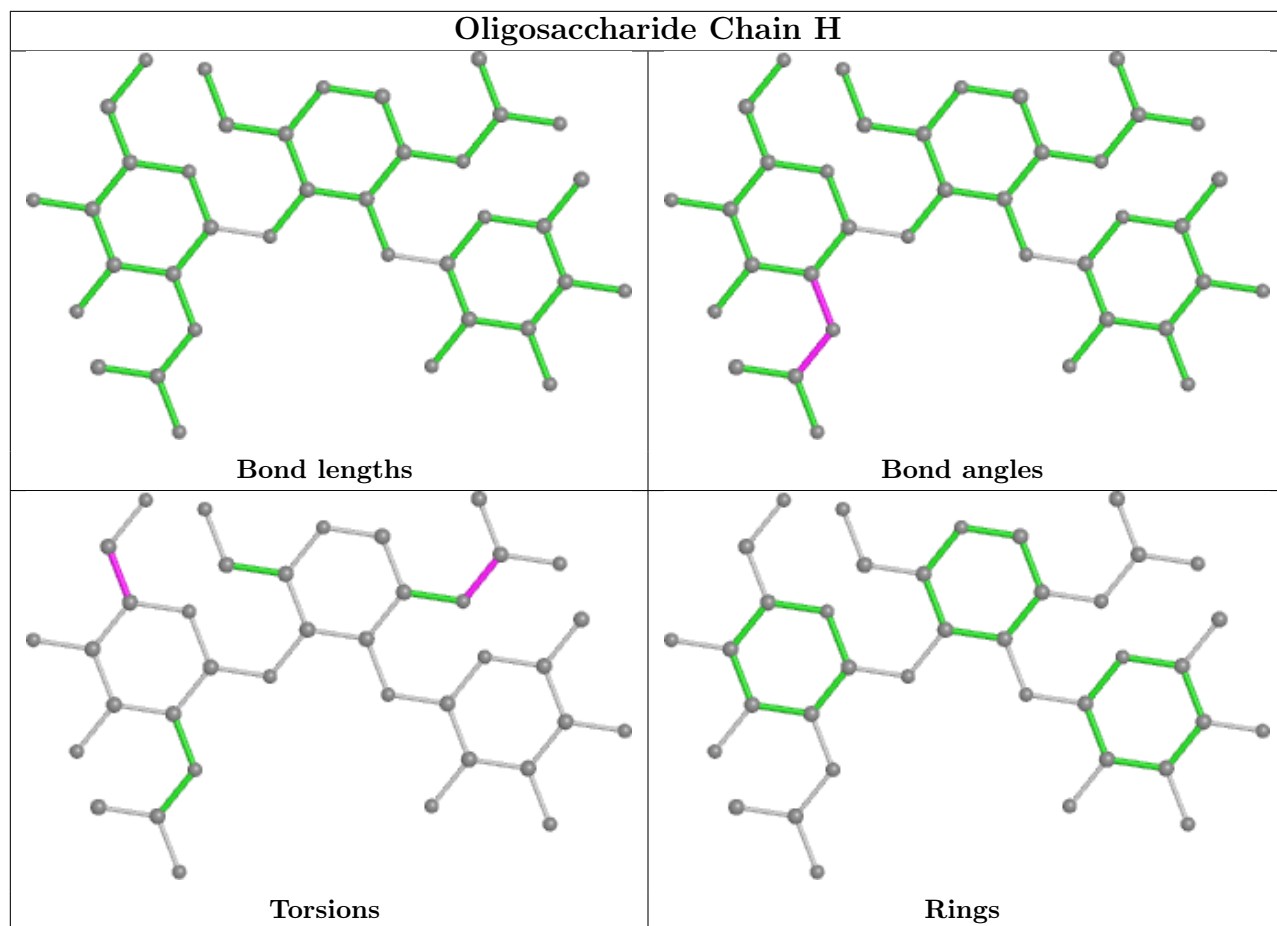 Oligosaccharide Chain H
Bond lengths
Bond angles
Torsions
Rings